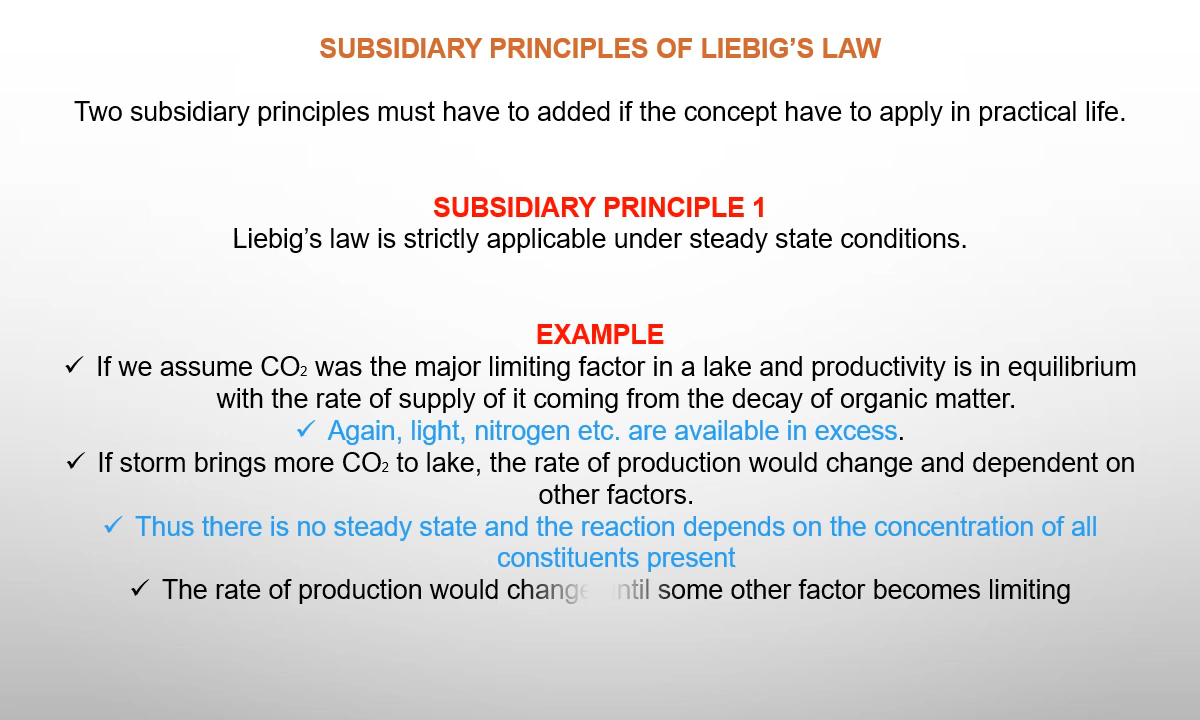 SUBSIDIARY PRINCIPLES OF LIEBIG’S LAW
Two subsidiary principles must have to added if the concept have to apply in practical life.
SUBSIDIARY PRINCIPLE 1
Liebig’s law is strictly applicable under steady state conditions.
EXAMPLE
✓ If we assume CO₂ was the major limiting factor in a lake and productivity is in equilibrium
with the rate of supply of it coming from the decay of organic matter.
✓ Again, light, nitrogen etc. are available in excess.
✓ If storm brings more CO₂ to lake, the rate of production would change and dependent on
other factors.
✓ Thus there is no steady state and the reaction depends on the concentration of all
constituents present
✓ The rate of production would change until some other factor becomes limiting